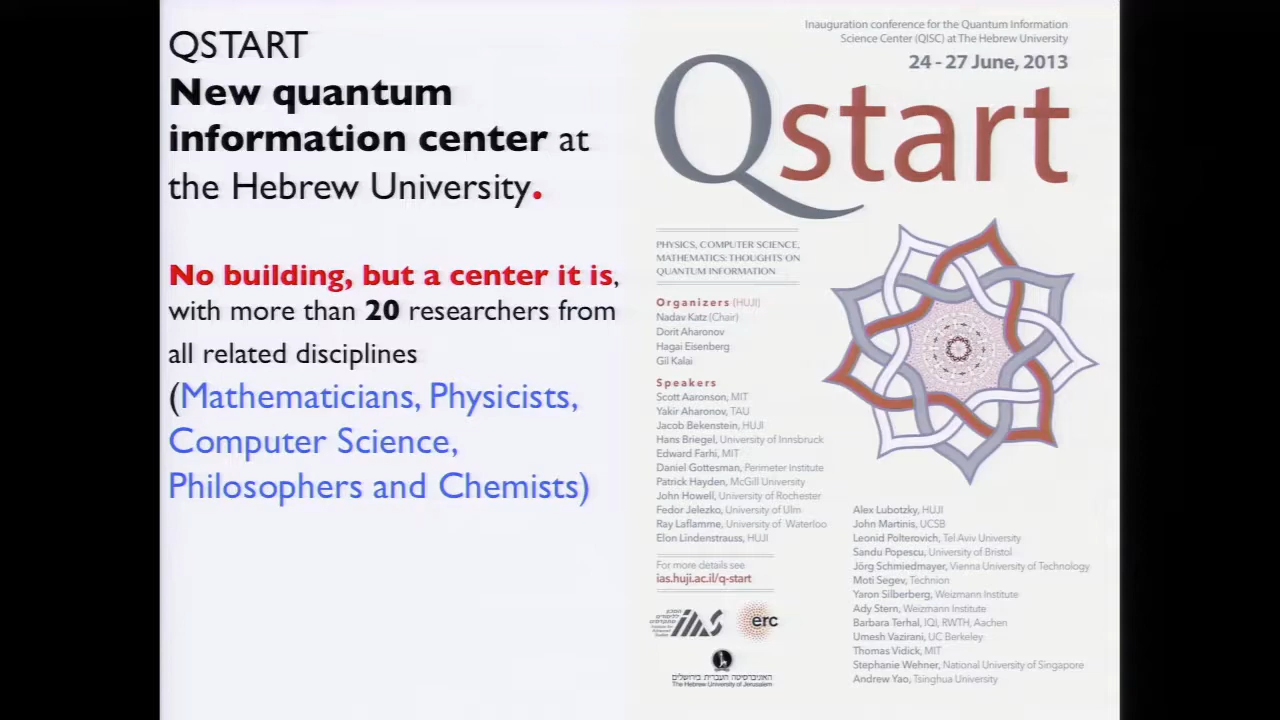 QSTART
New quantum
information center at
the Hebrew University.
No building, but a center it is,
with more than 20 researchers from
all related disciplines
(Mathematicians, Physicists,
Computer Science,
Philosophers and Chemists)
Inauguration conference for the Quantum Information
Science Center (QISC) at The Hebrew University
24 - 27 June, 2013
Qstart
PHYSICS, COMPUTER SCIENCE,
MATHEMATICS: THOUGHTS ON
QUANTUM INFORMATION
Organizers (HUJI)
Nadav Katz (Chair)
Dorit Aharonov
Hagai Eisenberg
Gil Kalai
Speakers
Scott Aaronson, MIT
Yakir Aharonov, TAU
Jacob Bekenstein, HUJI
Hans Briegel, University of Innsbruck
Edward Farhi, MIT
Daniel Gottesman, Perimeter Institute
Patrick Hayden, McGill University
John Howell, University of Rochester
Fedor Jelezko, University of Ulm
Ray Laflamme, University of Waterloo
Elon Lindenstrauss, HUJI
Alex Lubotzky, HUJI
John Martinis, UCSB
Leonid Polterovich, Tel Aviv University
Sandu Popescu, University of Bristol
Jörg Schmiedmayer, Vienna University of Technology
Moti Segev, Technion
Yaron Silberberg, Weizmann Institute
Ady Stern, Weizmann Institute
Barbara Terhal, IQI, RWTH, Aachen
Umesh Vazirani, UC Berkeley
Thomas Vidick, MIT
Stephanie Wehner, National University of Singapore
Andrew Yao, Tsinghua University
For more details see
ias.huji.ac.il/q-start
erc
האוניברסיטה העברית בירושלים
The Hebrew University of Jerusalem